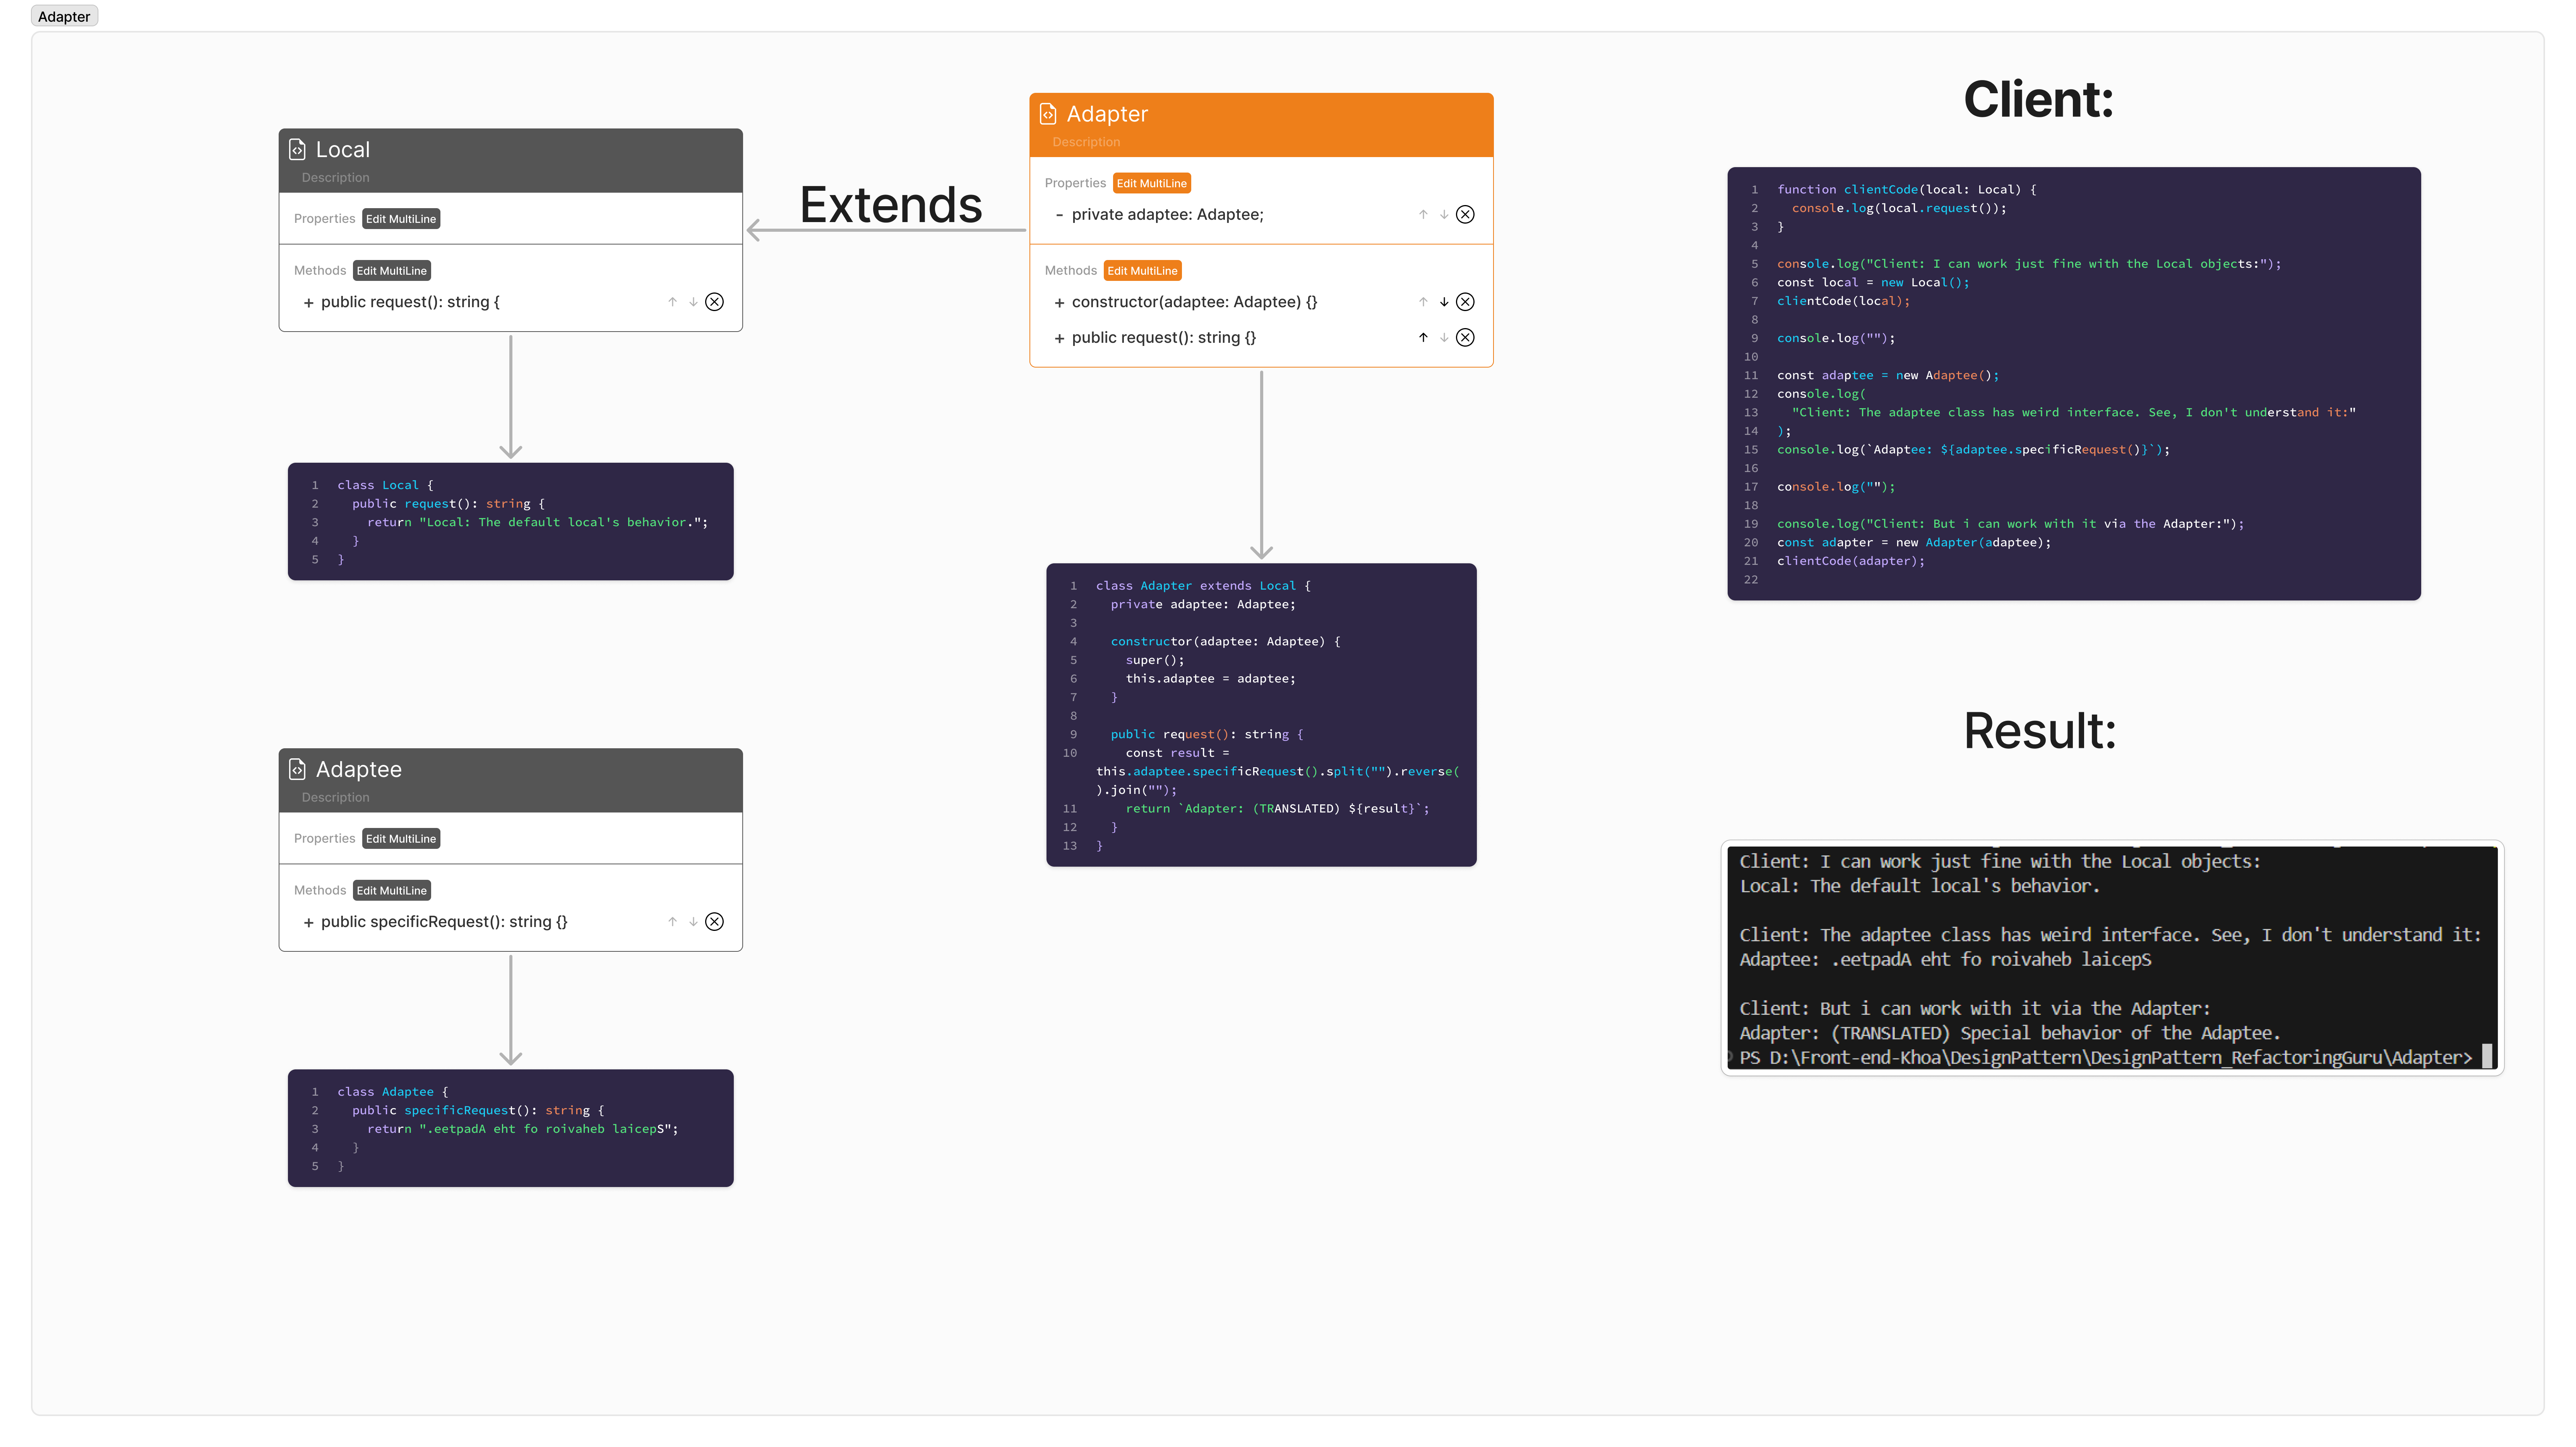 Adapter
Local
Description
Properties Edit MultiLine
Methods Edit MultiLine
+ public request(): string {
1 class Local {
2   public request(): string {
3     return "Local: The default local's behavior.";
4   }
5 }
Extends
Adapter
Description
Properties Edit MultiLine
- private adaptee: Adaptee;
Methods Edit MultiLine
+ constructor(adaptee: Adaptee) {}
+ public request(): string {}
1 class Adapter extends Local {
2   private adaptee: Adaptee;
3
4   constructor(adaptee: Adaptee) {
5     super();
6     this.adaptee = adaptee;
7   }
8
9   public request(): string {
10     const result =
this.adaptee.specificRequest().split("").reverse(
).join("");
11     return `Adapter: (TRANSLATED) ${result}`;
12   }
13 }
Adaptee
Description
Properties Edit MultiLine
Methods Edit MultiLine
+ public specificRequest(): string {}
1 class Adaptee {
2   public specificRequest(): string {
3     return ".eetpadA eht fo roivaheb laicepS";
4   }
5 }
Client:
1 function clientCode(local: Local) {
2   console.log(local.request());
3 }
4
5 console.log("Client: I can work just fine with the Local objects:");
6 const local = new Local();
7 clientCode(local);
8
9 console.log("");
10
11 const adaptee = new Adaptee();
12 console.log(
13   "Client: The adaptee class has weird interface. See, I don't understand it:"
14 );
15 console.log(`Adaptee: ${adaptee.specificRequest()}`);
16
17 console.log("");
18
19 console.log("Client: But i can work with it via the Adapter:");
20 const adapter = new Adapter(adaptee);
21 clientCode(adapter);
22
Result:
Client: I can work just fine with the Local objects:
Local: The default local's behavior.
Client: The adaptee class has weird interface. See, I don't understand it:
Adaptee: .eetpadA eht fo roivaheb laicepS
Client: But i can work with it via the Adapter:
Adapter: (TRANSLATED) Special behavior of the Adaptee.
PS D:\Front-end-Khoa\DesignPattern\DesignPattern_RefactoringGuru\Adapter>